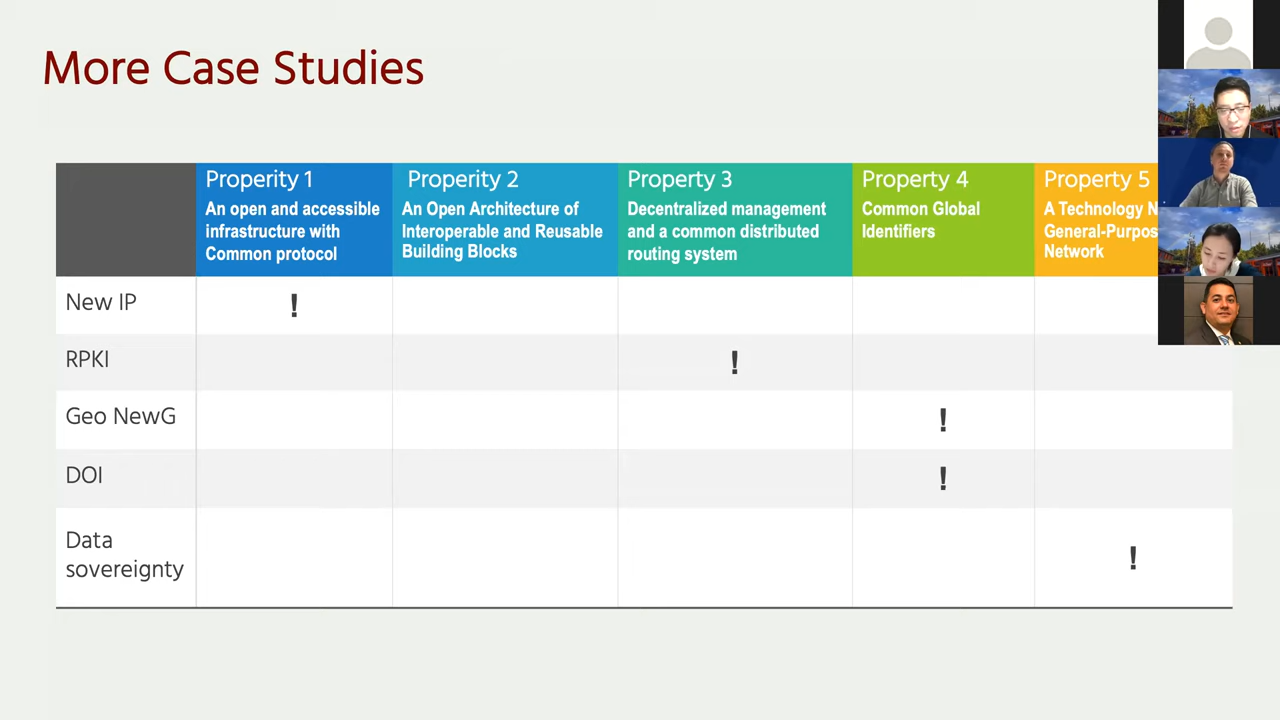 More Case Studies
Properity 1
An open and accessible
infrastructure with
Common protocol
Properity 2
An Open Architecture of
Interoperable and Reusable
Building Blocks
Property 3
Decentralized management
and a common distributed
routing system
Property 4
Common Global
Identifiers
Property 5
A Technology
General-Purpos
Network
New IP
!
RPKI
!
Geo NewG
!
DOI
!
Data
sovereignty
!